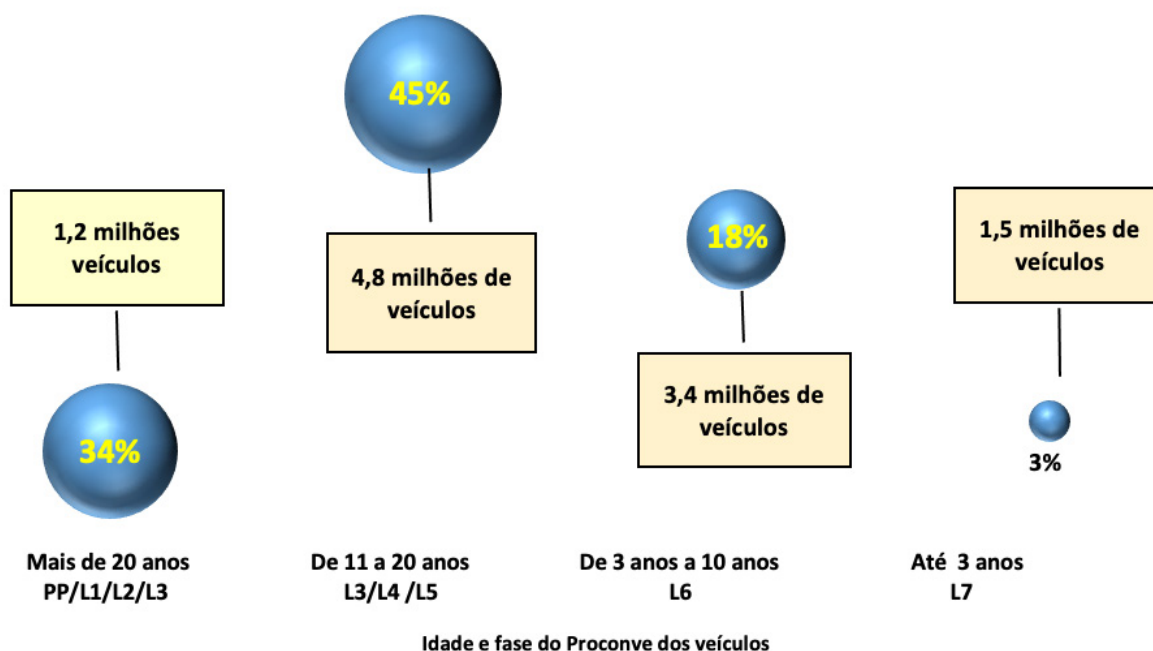 45%
1,2 milhões
veículos
18%
1,5 milhões de
veículos
4,8 milhões de
veículos
3,4 milhões de
veículos
34%
3%
Mais de 20 anos
PP/L1/L2/L3
De 11 a 20 anos
L3/L4 /L5
De 3 anos a 10 anos
L6
Até  3 anos
L7
Idade e fase do Proconve dos veículos